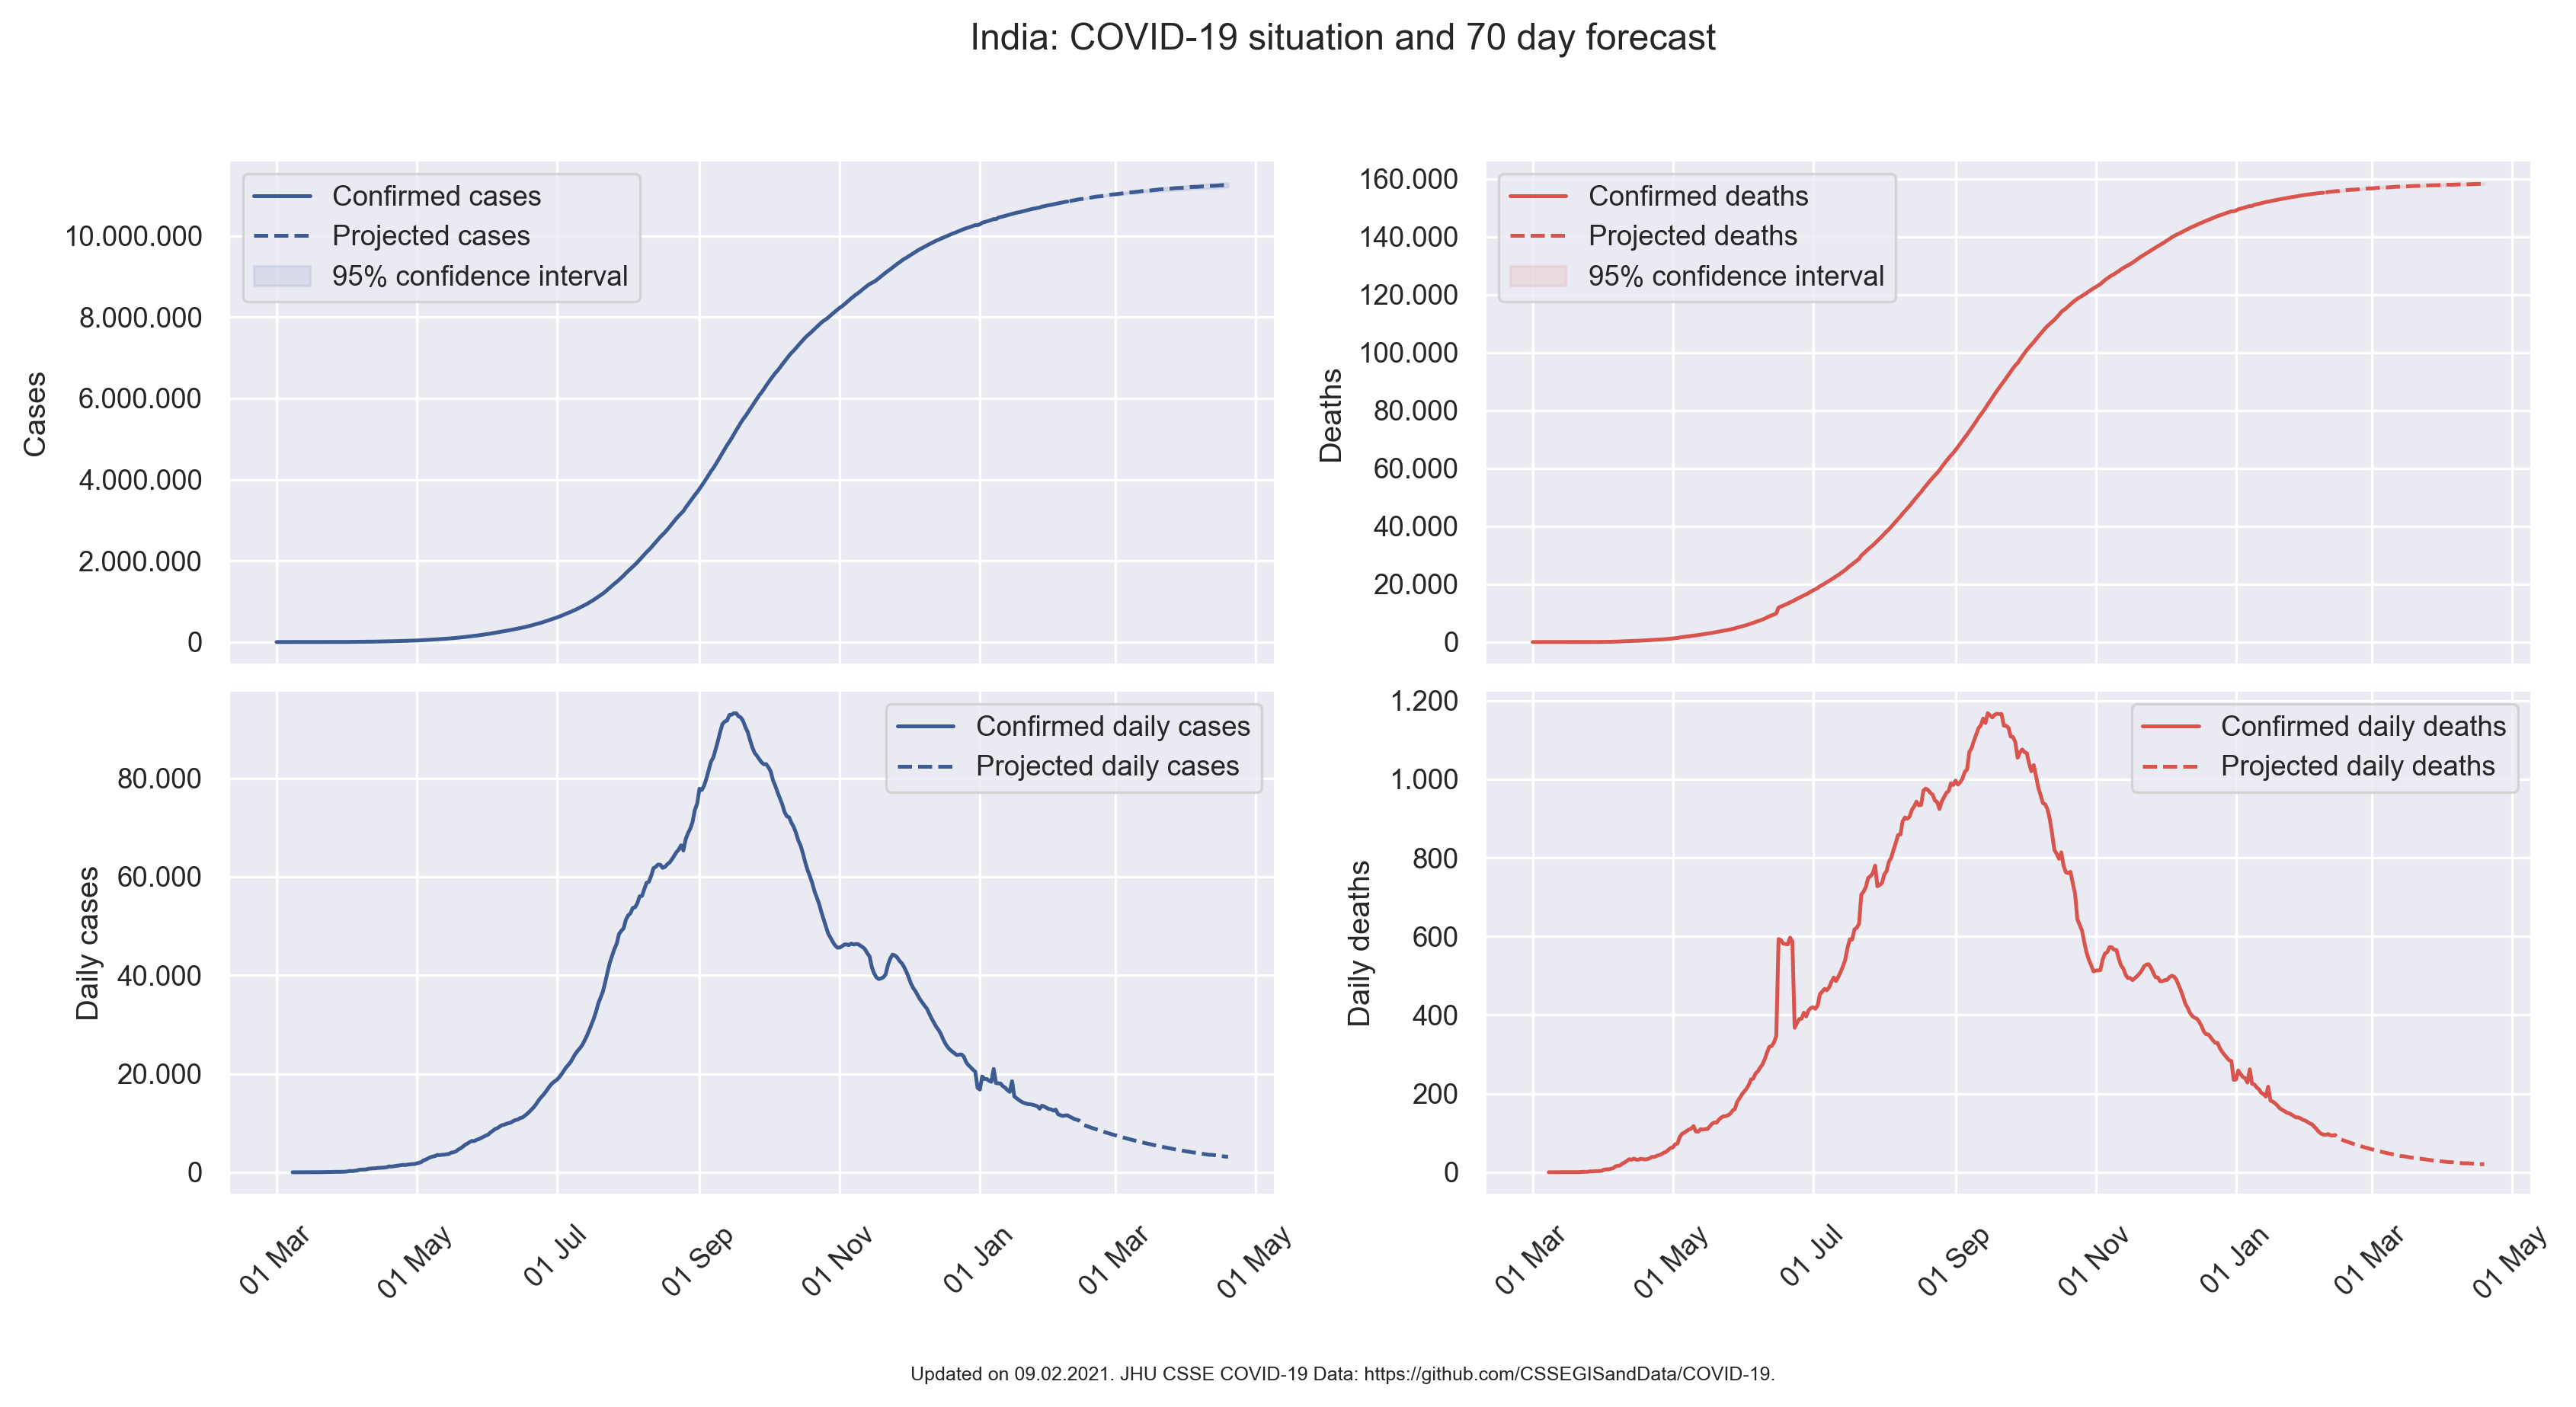 India: COVID-19 situation and 70 day forecast
Confirmed cases
Projected cases
95% confidence interval
Cases
10.000.000
8.000.000
6.000.000
4.000.000
2.000.000
0
Confirmed deaths
Projected deaths
95% confidence interval
Deaths
160.000
140.000
120.000
100.000
80.000
60.000
40.000
20.000
0
Confirmed daily cases
Projected daily cases
Daily cases
80.000
60.000
40.000
20.000
0
01 Mar
01 May
01 Jul
01 Sep
01 Nov
01 Jan
01 Mar
01 May
Confirmed daily deaths
Projected daily deaths
Daily deaths
1.200
1.000
800
600
400
200
0
01 Mar
01 May
01 Jul
01 Sep
01 Nov
01 Jan
01 Mar
01 May
Updated on 09.02.2021. JHU CSSE COVID-19 Data: https://github.com/CSSEGISandData/COVID-19.